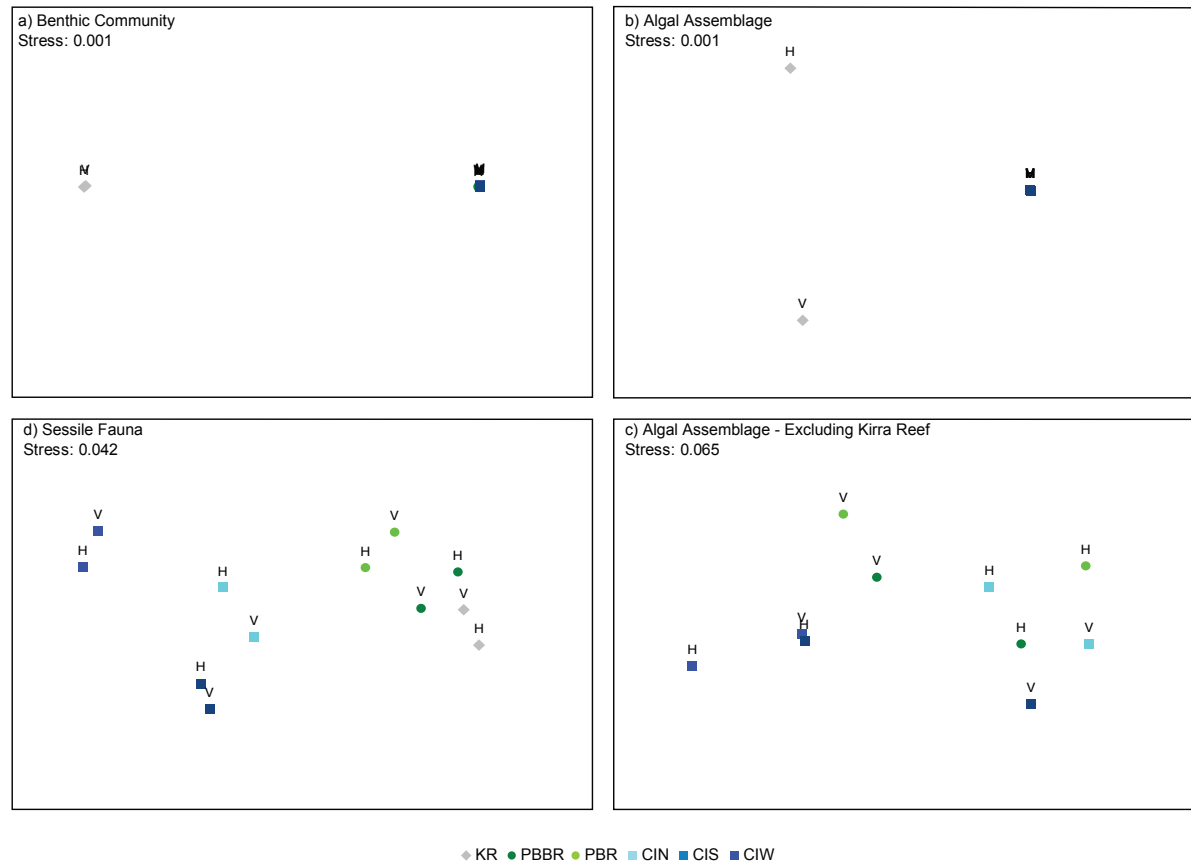 a) Benthic Community
Stress: 0.001
H V
b) Algal Assemblage
Stress: 0.001
H
V
d) Sessile Fauna
Stress: 0.042
V
H
H
V
H
V
V
H
H
V
V
H
c) Algal Assemblage - Excluding Kirra Reef
Stress: 0.065
V
V
H
H
V
H
H
H
V
V
KR PBBR PBR CIN CIS CIW